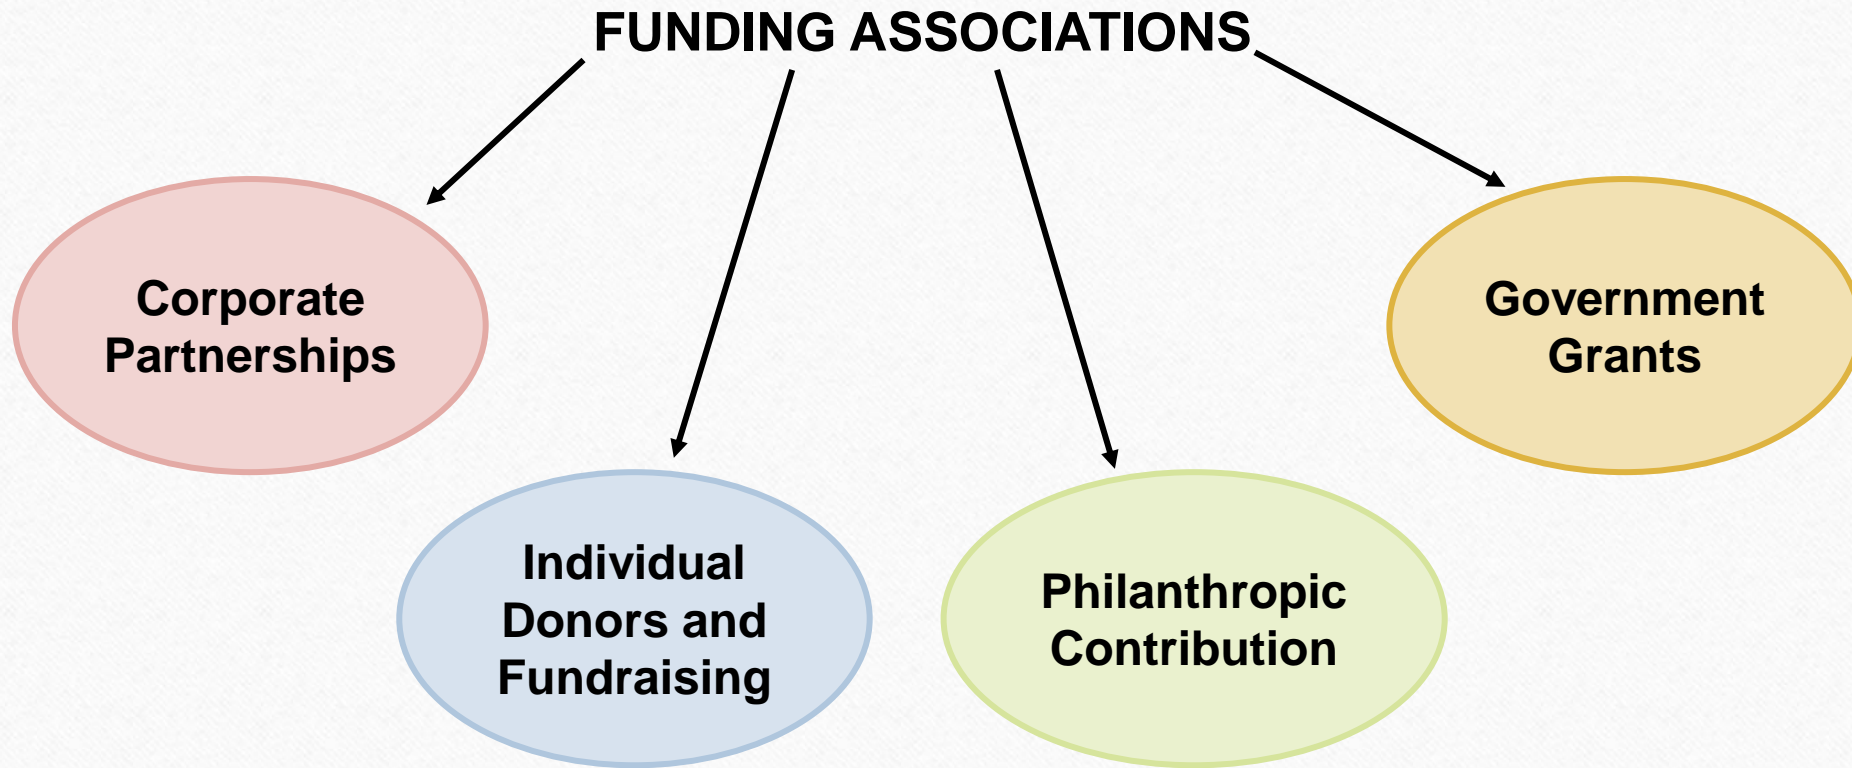 FUNDING ASSOCIATIONS
Corporate
Partnerships
Government
Grants
Individual
Donors and
Fundraising
Philanthropic
Contribution